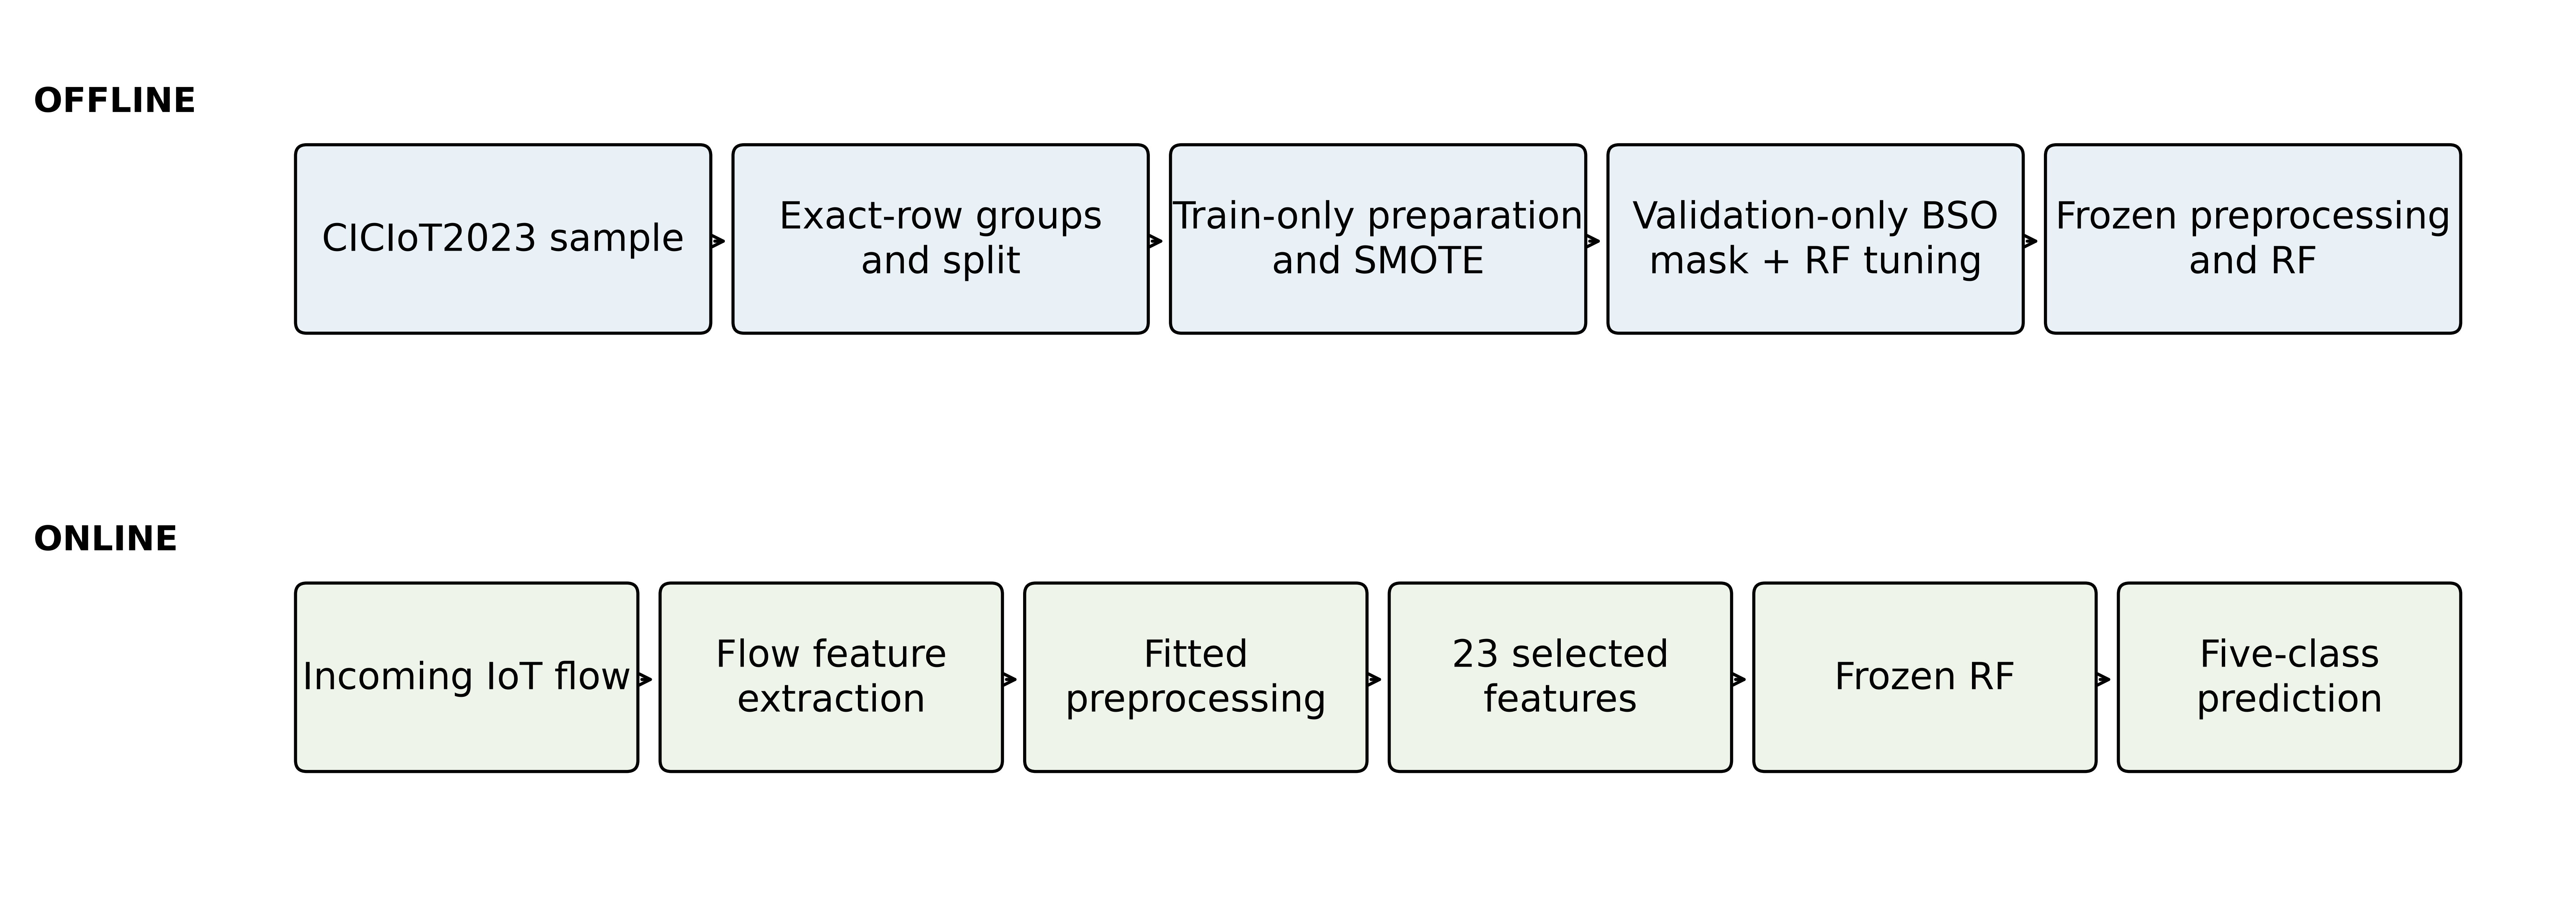 OFFLINE
CICIoT2023 sample
Exact-row groups
and split
Train-only preparation
and SMOTE
Validation-only BSO
mask + RF tuning
Frozen preprocessing
and RF
ONLINE
Incoming IoT flow
Flow feature
extraction
Fitted
preprocessing
23 selected
features
Frozen RF
Five-class
prediction